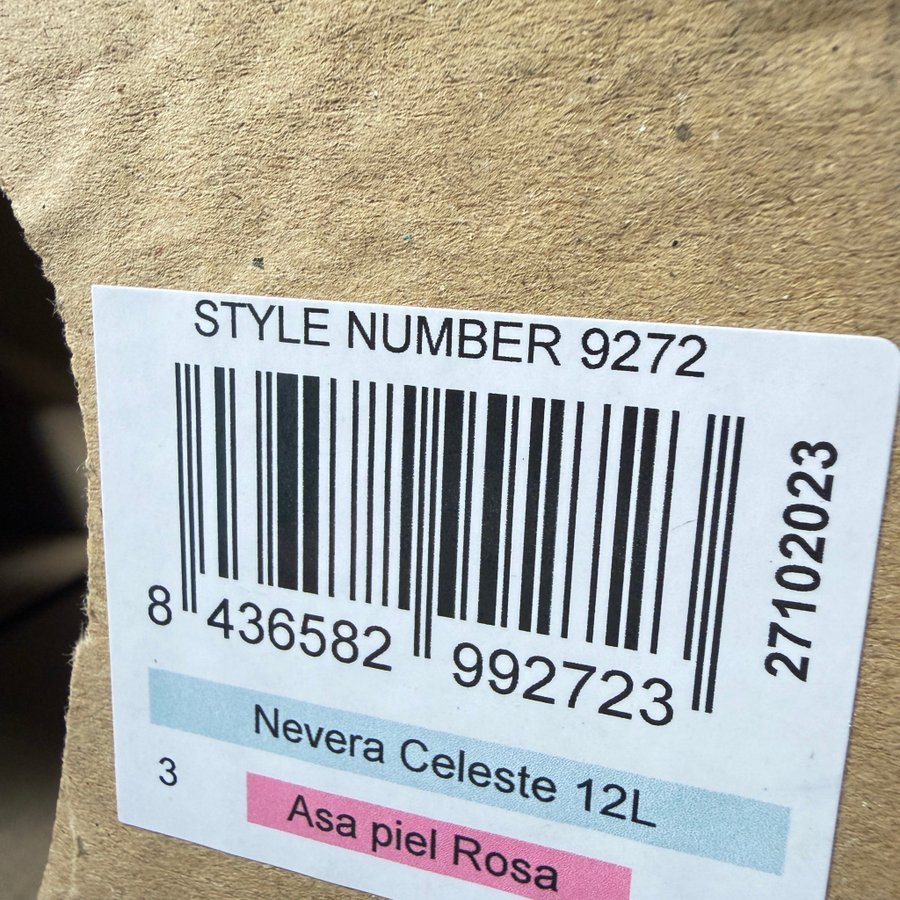 STYLE NUMBER 9272
27102023
8 436582 992723
Nevera Celeste 12L
3
Asa piel Rosa